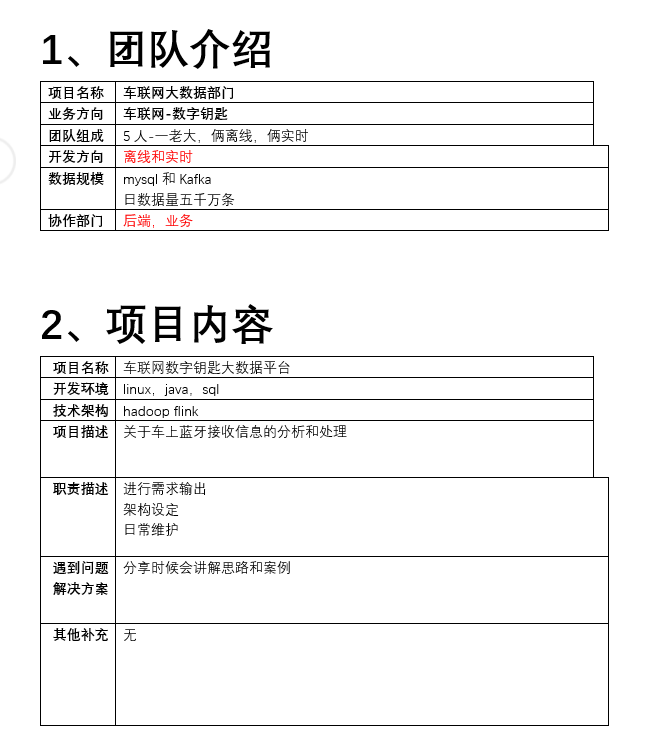 1、团队介绍
项目名称 车联网大数据部门
业务方向 车联网-数字钥匙
团队组成 5 人-一老大，俩离线，俩实时
开发方向 离线和实时
数据规模 mysql 和 Kafka
日数据量五千万条
协作部门 后端，业务
2、项目内容
项目名称 车联网数字钥匙大数据平台
开发环境 linux，java，sql
技术架构 hadoop flink
项目描述 关于车上蓝牙接收信息的分析和处理
职责描述 进行需求输出
架构设定
日常维护
遇到问题 分享时候会讲解思路和案例
解决方案
其他补充 无